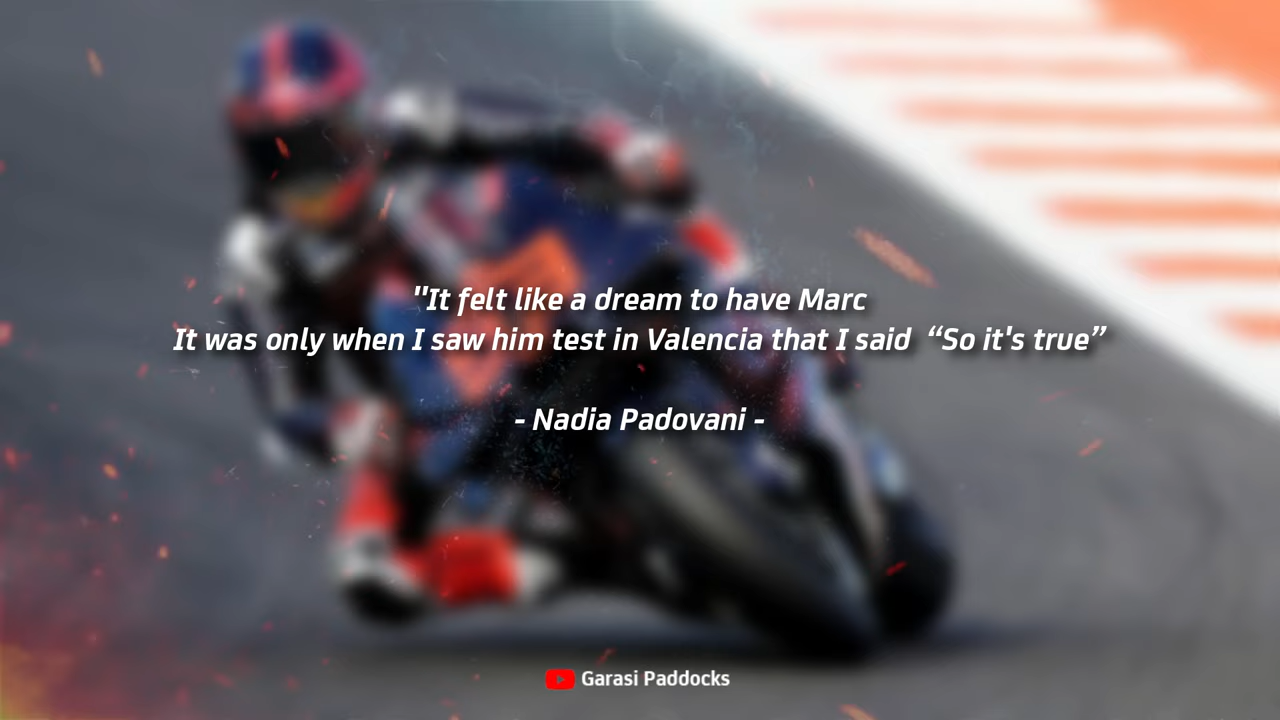 "It felt like a dream to have Marc
It was only when I saw him test in Valencia that I said “So it's true”
- Nadia Padovani -
Garasi Paddocks